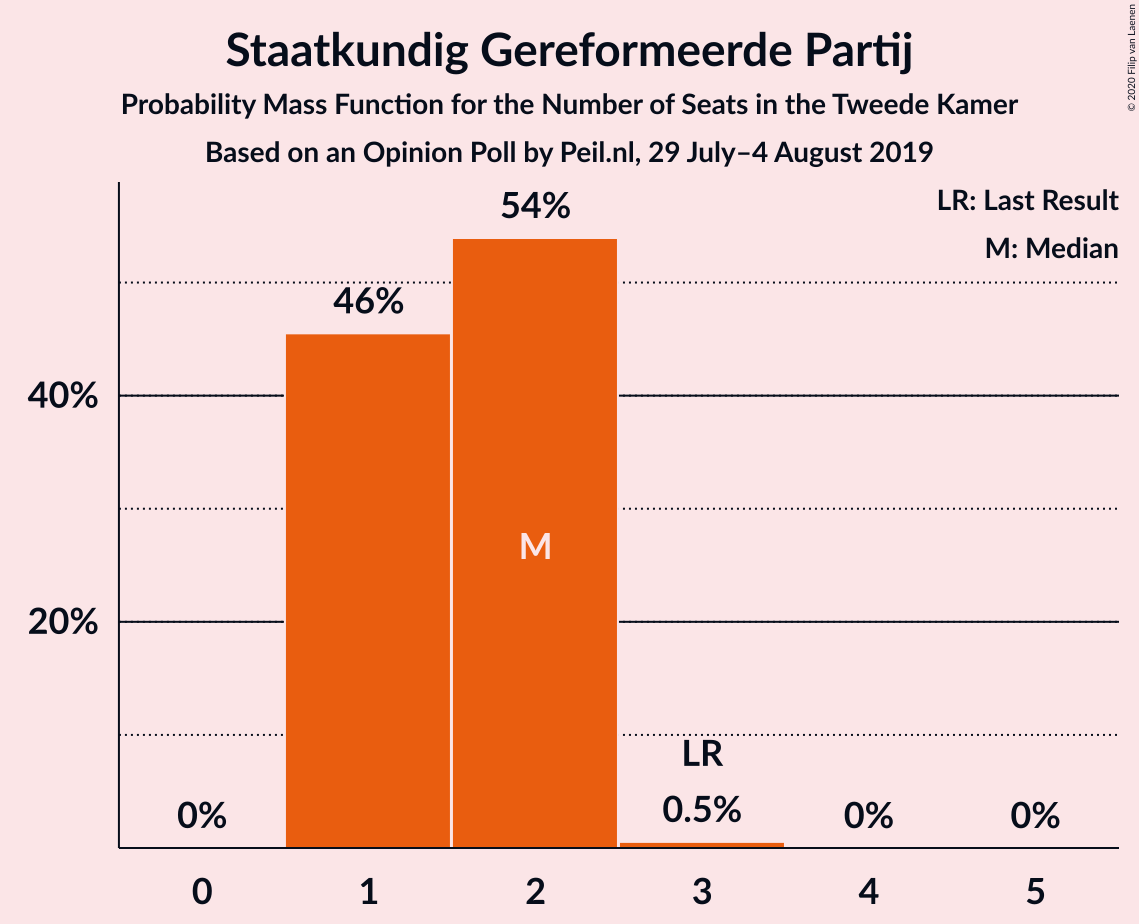 Staatkundig Gereformeerde Partij
Probability Mass Function for the Number of Seats in the Tweede Kamer
Based on an Opinion Poll by Peil.nl, 29 July–4 August 2019
© 2020 Filip van Laenen
LR: Last Result
M: Median
54%
46%
40%
M
20%
LR
0%
0.5%
0%
0%
0 1 2 3 4 5